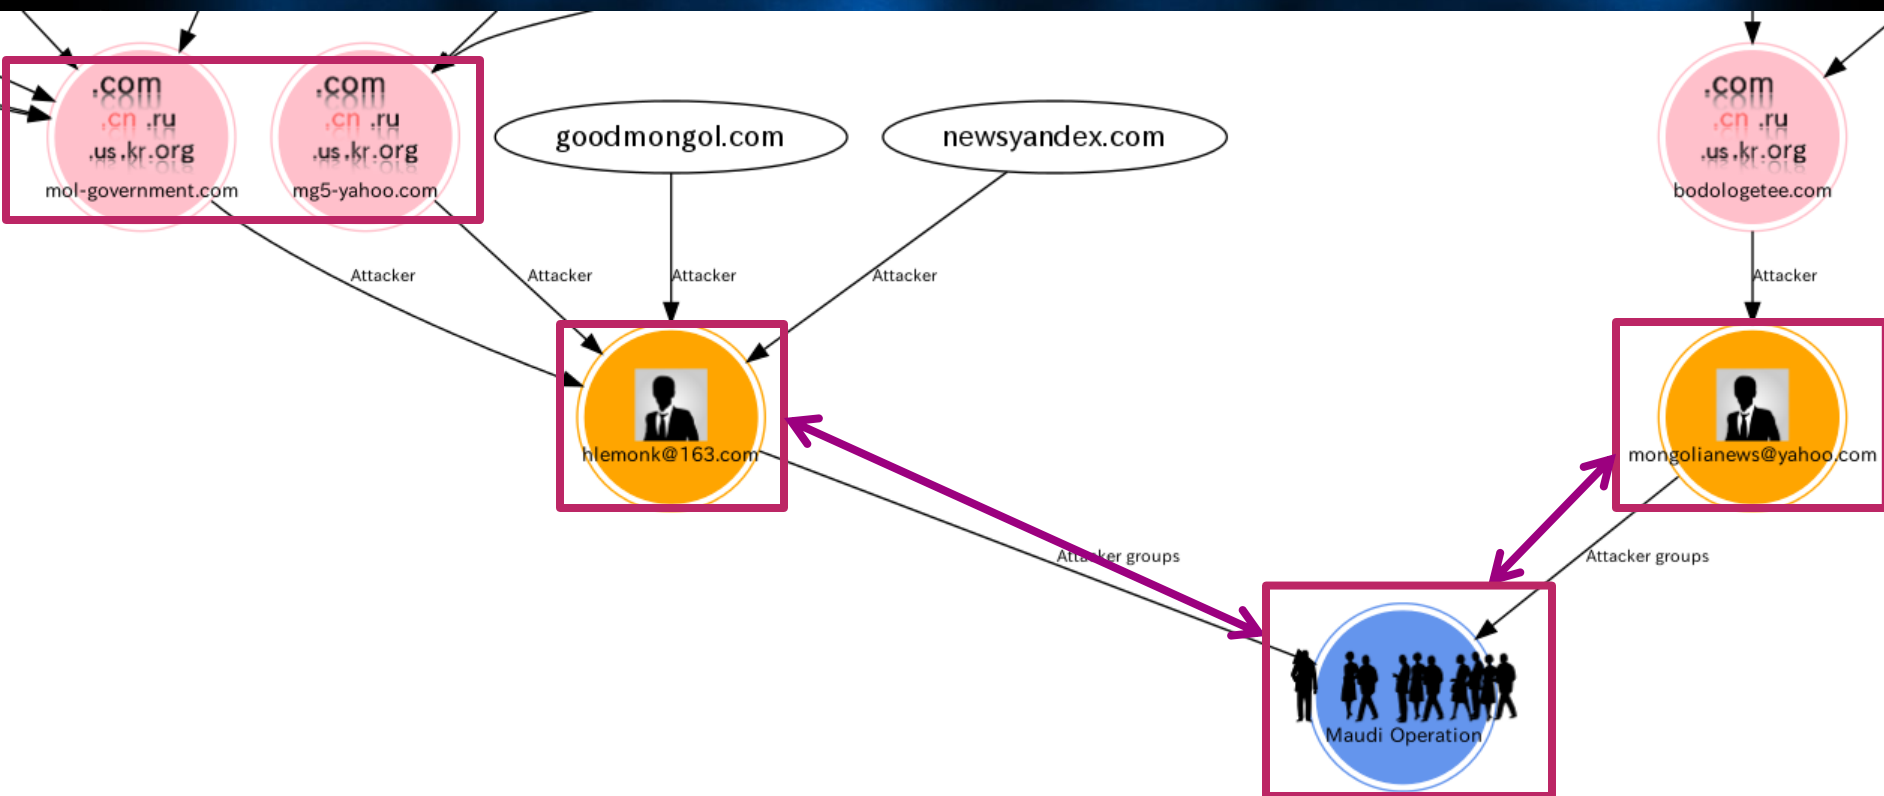 .com
.cn .ru
.us.kr.org
mol-government.com
.com
.cn .ru
.us.kr.org
mg5-yahoo.com
goodmongol.com
newsyandex.com
.com
.cn .ru
.us.kr.org
bodologetee.com
Attacker
Attacker
Attacker
Attacker
Attacker
hlemonk@163.com
mongolianews@yahoo.com
Attacker groups
Attacker groups
Maudi Operation